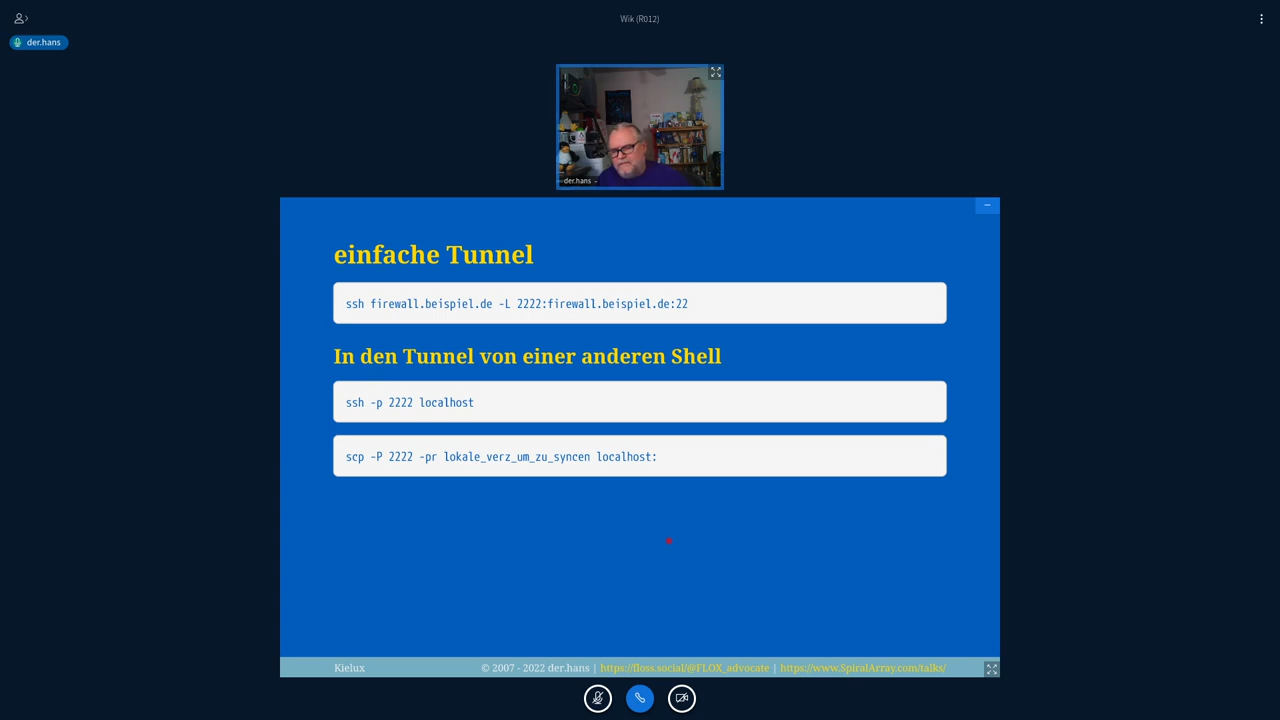 Wik (R012)
der.hans
der.hans
einfache Tunnel
ssh firewall.beispiel.de -L 2222:firewall.beispiel.de:22
In den Tunnel von einer anderen Shell
ssh -p 2222 localhost
scp -P 2222 -pr lokale_verz_um_zu_syncen localhost:
Kielux
© 2007 - 2022 der.hans | https://floss.social/@FLOX_advocate | https://www.SpiralArray.com/talks/